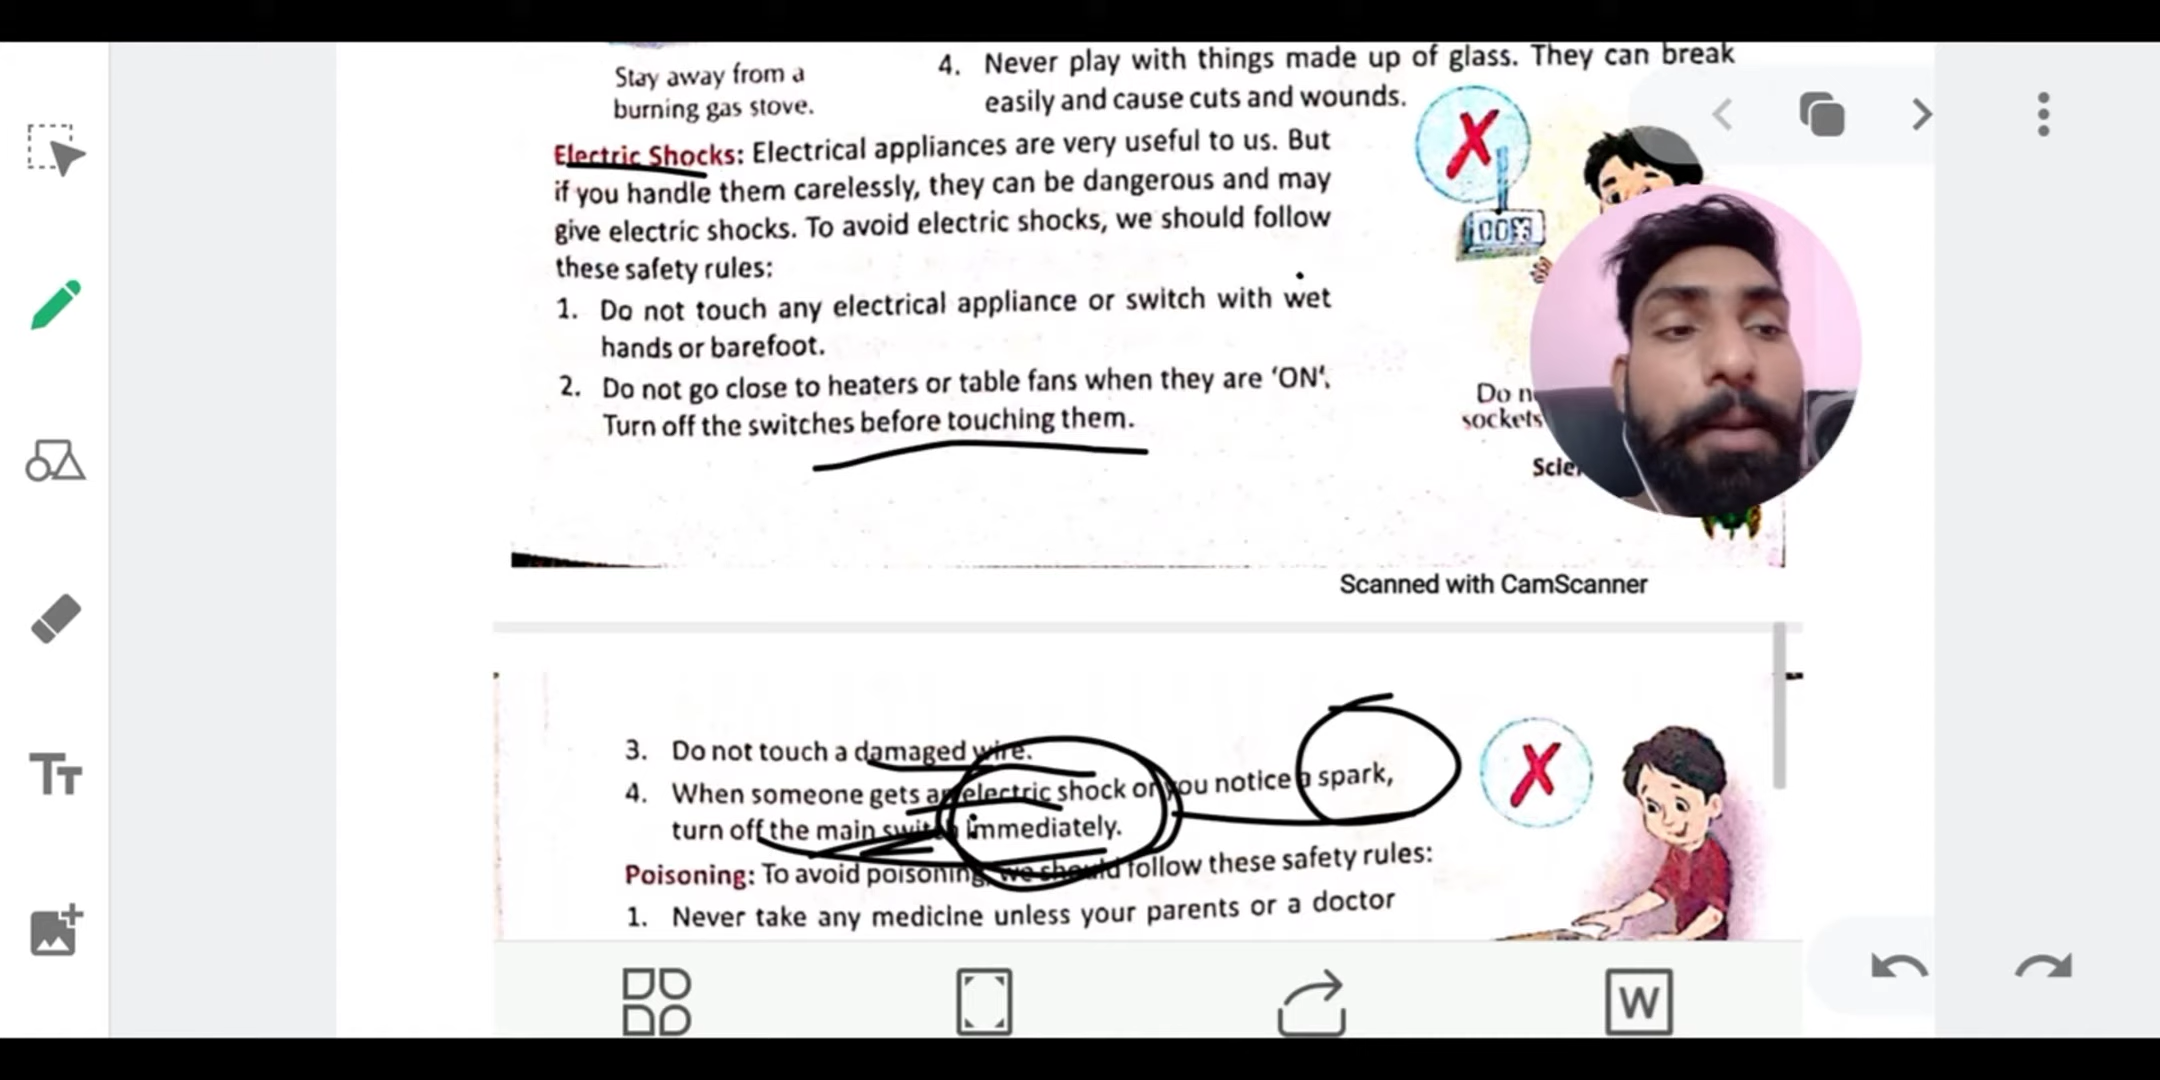 Stay away from a
burning gas stove.
4. Never play with things made up of glass. They can break
easily and cause cuts and wounds.
Electric Shocks: Electrical appliances are very useful to us. But
if you handle them carelessly, they can be dangerous and may
give electric shocks. To avoid electric shocks, we should follow
these safety rules:
1. Do not touch any electrical appliance or switch with wet
hands or barefoot.
2. Do not go close to heaters or table fans when they are ‘ON’.
Turn off the switches before touching them.
Do
sockets
Scanned with CamScanner
3. Do not touch a damaged wire.
4. When someone gets an electric shock or you notice a spark,
turn off the main switch immediately.
Poisoning: To avoid poisoning, we should follow these safety rules:
1. Never take any medicine unless your parents or a doctor
TT
W